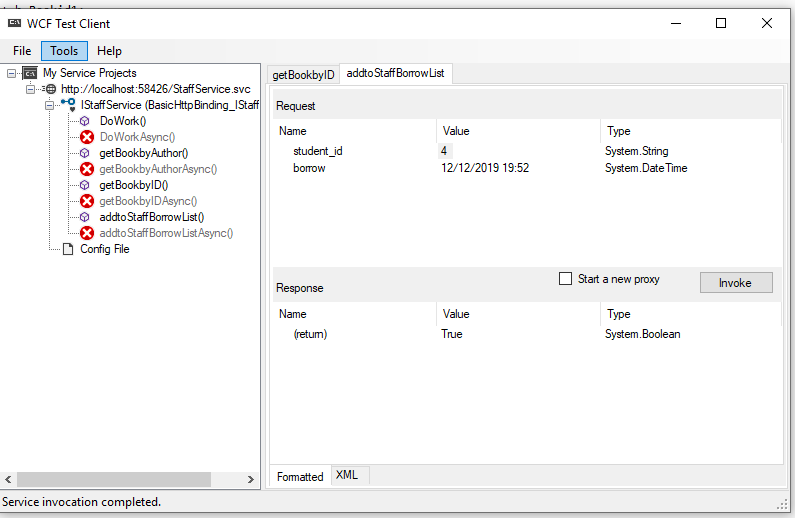 WCF Test Client
File Tools Help
My Service Projects
http://localhost:58426/StaffService.svc
IStaffService (BasicHttpBinding_IStaff
DoWork()
DoWorkAsync()
getBookbyAuthor()
getBookbyAuthorAsync()
getBookbyID()
getBookbyIDAsync()
addtoStaffBorrowList()
addtoStaffBorrowListAsync()
Config File
getBookbyID addtoStaffBorrowList
Request
Name Value Type
student_id 4 System.String
borrow 12/12/2019 19:52 System.DateTime
Response Start a new proxy Invoke
Name Value Type
(return) True System.Boolean
Formatted XML
Service invocation completed.